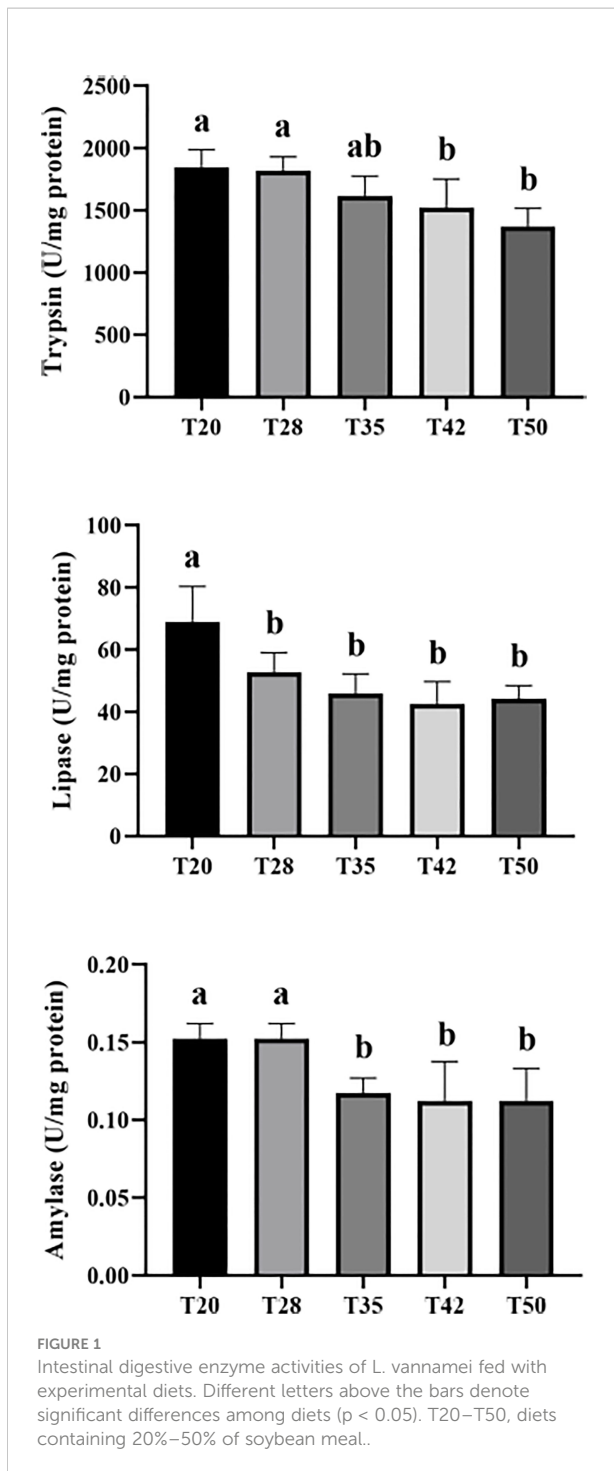 2500
a
a
ab
b
b
2000
1500
1000
500
0
Trypsin (U/mg protein)
T20 T28 T35 T42 T50
100
a
b
b
b
b
80
60
40
20
0
Lipase (U/mg protein)
T20 T28 T35 T42 T50
0.20
a
a
b
b
b
0.15
0.10
0.05
0.00
Amylase (U/mg protein)
T20 T28 T35 T42 T50
FIGURE 1
Intestinal digestive enzyme activities of L. vannamei fed with
experimental diets. Different letters above the bars denote
significant differences among diets (p < 0.05). T20–T50, diets
containing 20%–50% of soybean meal..